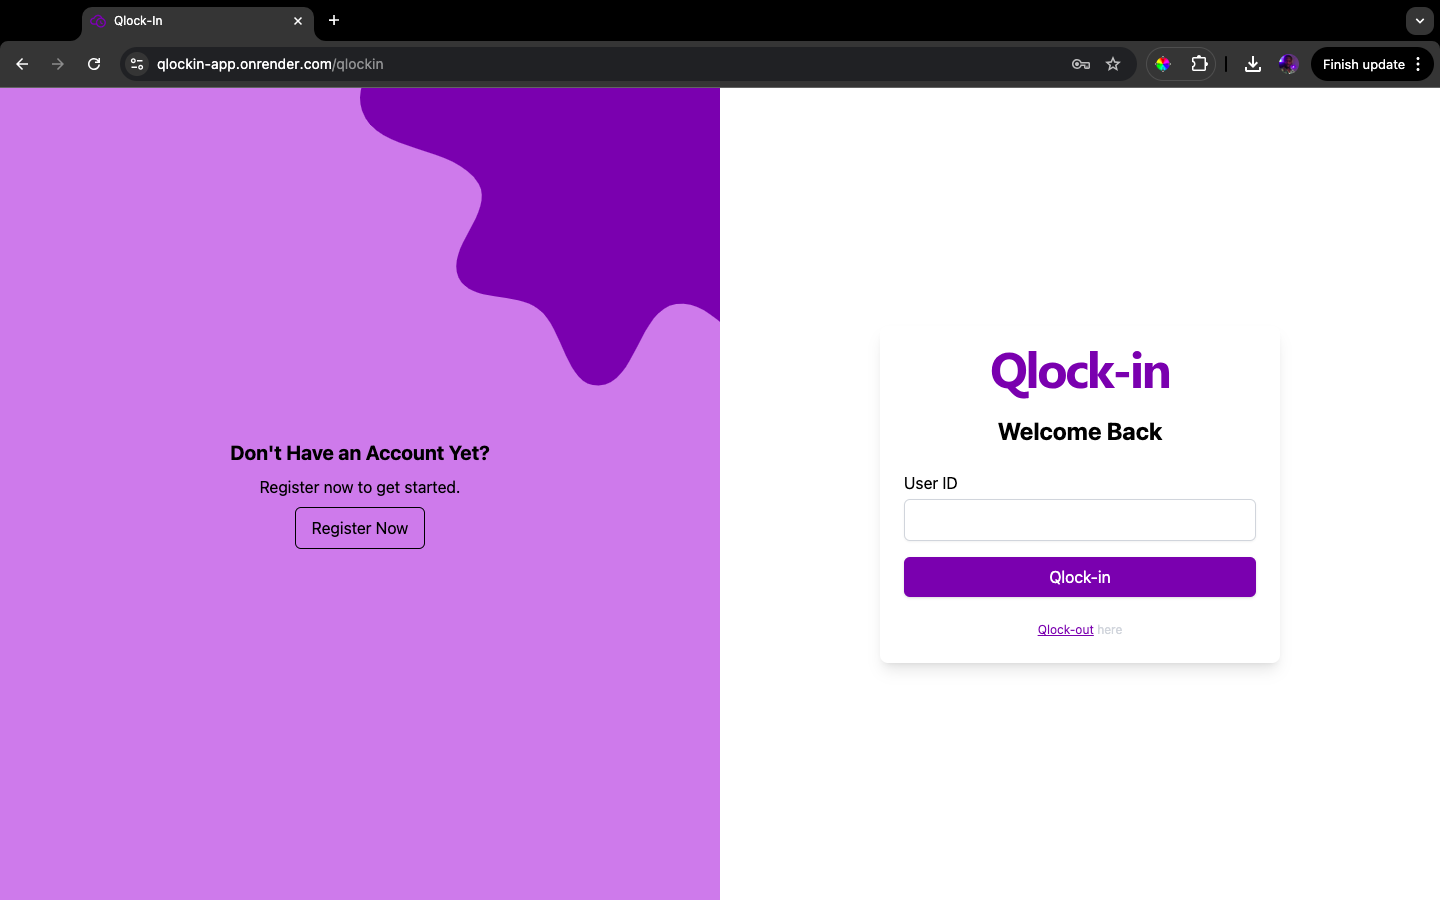 Qlock-In
qlockin-app.onrender.com/qlockin
Finish update
Don't Have an Account Yet?
Register now to get started.
Register Now
Qlock-in
Welcome Back
User ID
Qlock-in
Qlock-out here